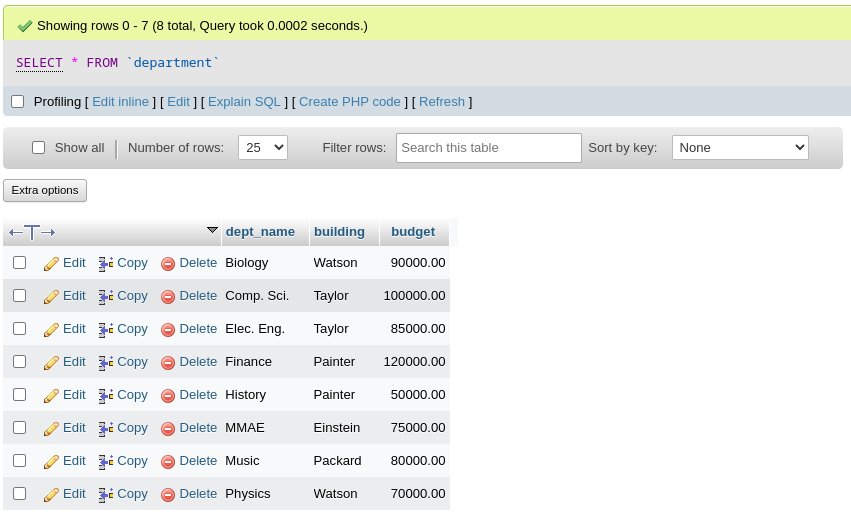 Showing rows 0 - 7 (8 total, Query took 0.0002 seconds.)
SELECT * FROM `department`
Profiling [ Edit inline ] [ Edit ] [ Explain SQL ] [ Create PHP code ] [ Refresh ]
Show all Number of rows: 25 Filter rows: Search this table Sort by key: None
Extra options
dept_name building budget
Edit Copy Delete Biology Watson 90000.00
Edit Copy Delete Comp. Sci. Taylor 100000.00
Edit Copy Delete Elec. Eng. Taylor 85000.00
Edit Copy Delete Finance Painter 120000.00
Edit Copy Delete History Painter 50000.00
Edit Copy Delete MMAE Einstein 75000.00
Edit Copy Delete Music Packard 80000.00
Edit Copy Delete Physics Watson 70000.00